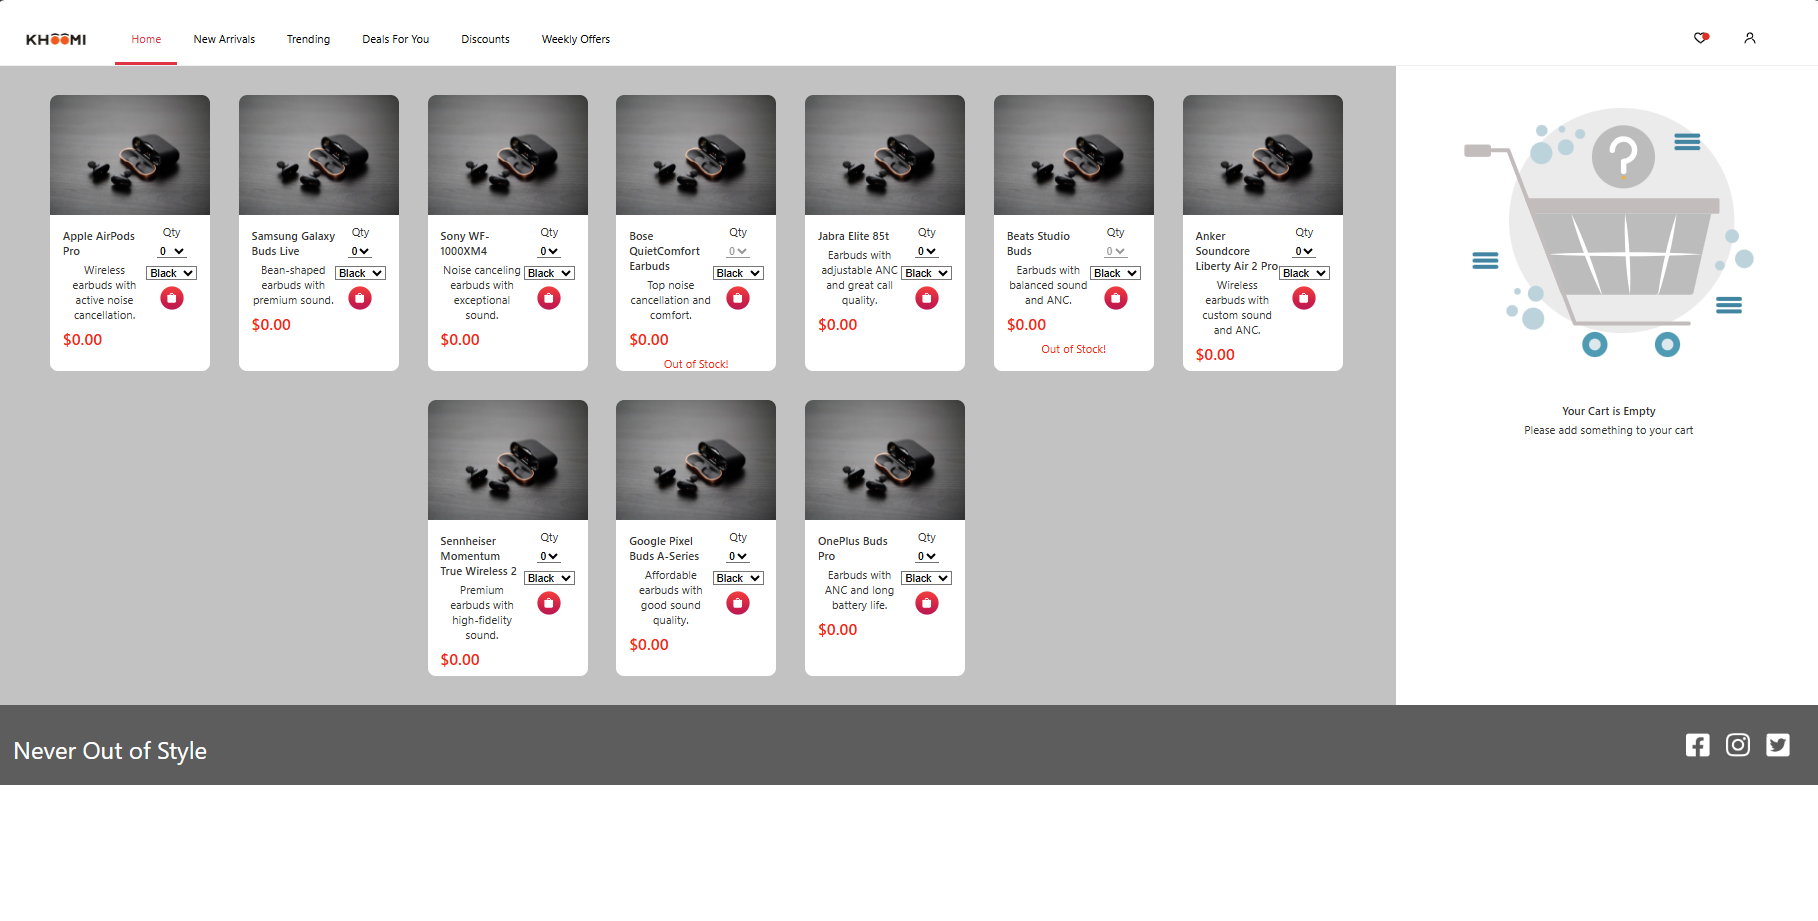 KHOOMI
Home
New Arrivals
Trending
Deals For You
Discounts
Weekly Offers
Apple AirPods
Pro
Wireless
earbuds with
active noise
cancellation.
$0.00
Qty
0
Black
Samsung Galaxy
Buds Live
Bean-shaped
earbuds with
premium sound.
$0.00
Qty
0
Black
Sony WF-
1000XM4
Noise canceling
earbuds with
exceptional
sound.
$0.00
Qty
0
Black
Bose
QuietComfort
Earbuds
Top noise
cancellation and
comfort.
$0.00
Qty
0
Black
Out of Stock!
Jabra Elite 85t
Earbuds with
adjustable ANC
and great call
quality.
$0.00
Qty
0
Black
Beats Studio
Buds
Earbuds with
balanced sound
and ANC.
$0.00
Qty
0
Black
Out of Stock!
Anker
Soundcore
Liberty Air 2 Pro
Wireless
earbuds with
custom sound
and ANC.
$0.00
Qty
0
Black
Sennheiser
Momentum
True Wireless 2
Premium
earbuds with
high-fidelity
sound.
$0.00
Qty
0
Black
Google Pixel
Buds A-Series
Affordable
earbuds with
good sound
quality.
$0.00
Qty
0
Black
OnePlus Buds
Pro
Earbuds with
ANC and long
battery life.
$0.00
Qty
0
Black
?
Your Cart is Empty
Please add something to your cart
Never Out of Style